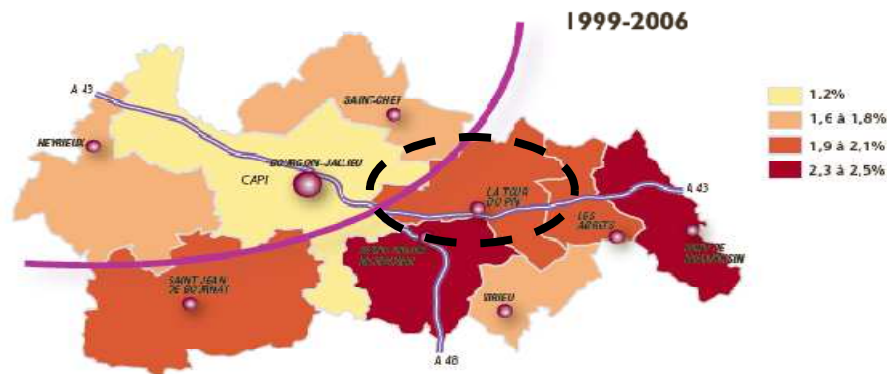 1999-2006
A 43
SAINT-CHEF
HEYRIEUX
BOURGOIN-JALLIEU
CAPI
LA TOUR
DU PIN
A 43
LES
ABRETS
SAINT JEAN
DE BOURNAY
VIRIEU
A 48
1.2%
1,6 à 1,8%
1,9 à 2,1%
2,3 à 2,5%